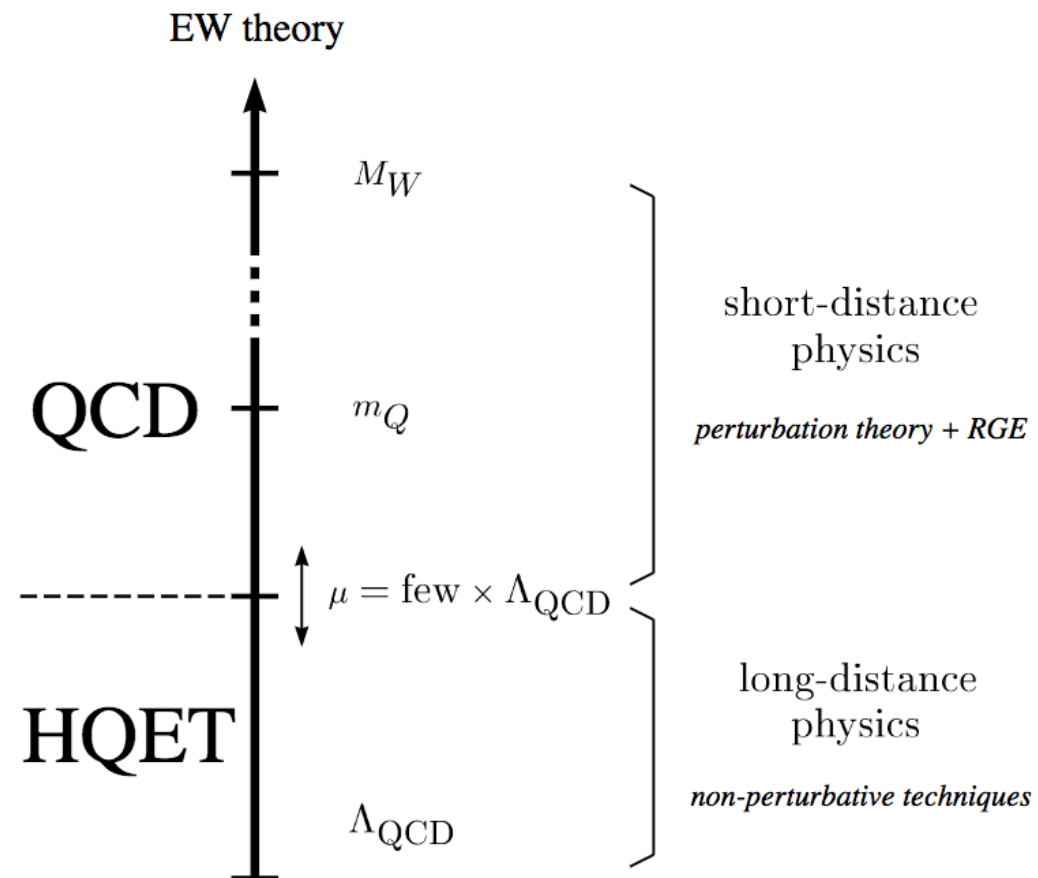 EW theory
M_W
short-distance
physics
QCD
m_Q
perturbation theory + RGE
μ = few × Λ_QCD
long-distance
physics
HQET
non-perturbative techniques
Λ_QCD